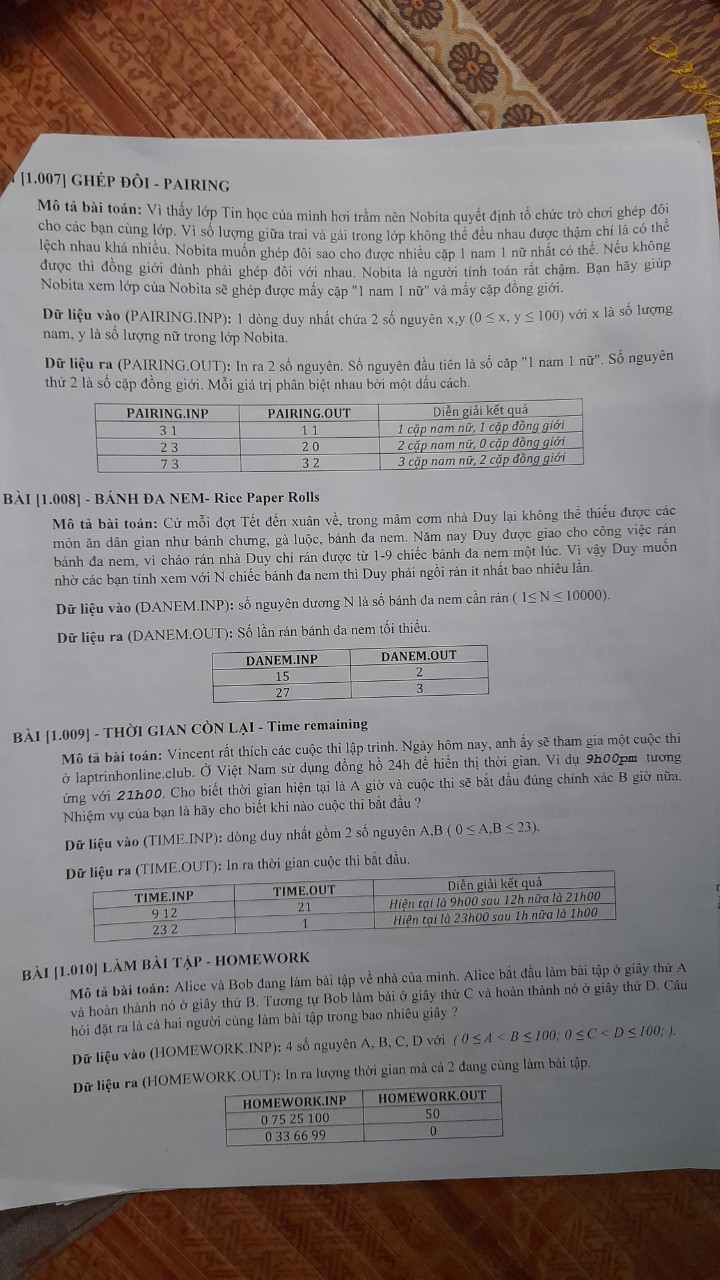 [1.007] GHÉP ĐÔI - PAIRING
Mô tả bài toán: Vì thấy lớp Tin học của mình hơi trầm nên Nobita quyết định tổ chức trò chơi ghép đôi
cho các bạn cùng lớp. Vì số lượng giữa trai và gái trong lớp không thể đều nhau được thậm chí là có thể
lệch nhau khá nhiều. Nobita muốn ghép đôi sao cho được nhiều cặp 1 nam 1 nữ nhất có thể. Nếu không
được thì đồng giới đành phải ghép đôi với nhau. Nobita là người tính toán rất chậm. Bạn hãy giúp
Nobita xem lớp của Nobita sẽ ghép được mấy cặp "1 nam 1 nữ" và mấy cặp đồng giới.
Dữ liệu vào (PAIRING.INP): 1 dòng duy nhất chứa 2 số nguyên x,y (0 ≤ x, y ≤ 100) với x là số lượng
nam, y là số lượng nữ trong lớp Nobita.
Dữ liệu ra (PAIRING.OUT): In ra 2 số nguyên. Số nguyên đầu tiên là số căp "1 nam 1 nữ". Số nguyên
thứ 2 là số cặp đồng giới. Mỗi giá trị phân biệt nhau bởi một dấu cách.
PAIRING.INP PAIRING.OUT Diễn giải kết quả
3 1 1 1 1 cặp nam nữ, 1 cặp đồng giới
2 3 2 0 2 cặp nam nữ, 0 cặp đồng giới
7 3 3 2 3 cặp nam nữ, 2 cặp đồng giới
BÀI [1.008] - BÁNH ĐA NEM- Rice Paper Rolls
Mô tả bài toán: Cứ mỗi đợt Tết đến xuân về, trong mâm cơm nhà Duy lại không thể thiếu được các
món ăn dân gian như bánh chưng, gà luộc, bánh đa nem. Năm nay Duy được giao cho công việc rán
bánh đa nem, vì chảo rán nhà Duy chỉ rán được từ 1-9 chiếc bánh đa nem một lúc. Vì vậy Duy muốn
nhờ các bạn tính xem với N chiếc bánh đa nem thì Duy phải ngồi rán ít nhất bao nhiêu lần.
Dữ liệu vào (DANEM.INP): số nguyên dương N là số bánh đa nem cần rán ( 1≤ N ≤ 10000).
Dữ liệu ra (DANEM.OUT): Số lần rán bánh đa nem tối thiểu.
DANEM.INP DANEM.OUT
15 2
27 3
BÀI [1.009] - THỜI GIAN CÒN LẠI - Time remaining
Mô tả bài toán: Vincent rất thích các cuộc thi lập trình. Ngày hôm nay, anh ấy sẽ tham gia một cuộc thi
ở laptrinhonline.club. Ở Việt Nam sử dụng đồng hồ 24h để hiển thị thời gian. Ví dụ 9h00pm tương
ứng với 21h00. Cho biết thời gian hiện tại là A giờ và cuộc thi sẽ bắt đầu đúng chính xác B giờ nữa.
Nhiệm vụ của bạn là hãy cho biết khi nào cuộc thi bắt đầu ?
Dữ liệu vào (TIME.INP): dòng duy nhất gồm 2 số nguyên A,B ( 0 ≤ A,B ≤ 23).
Dữ liệu ra (TIME.OUT): In ra thời gian cuộc thi bắt đầu.
TIME.INP TIME.OUT Diễn giải kết quả
9 12 21 Hiện tại là 9h00 sau 12h nữa là 21h00
23 2 1 Hiện tại là 23h00 sau 1h nữa là 1h00
BÀI [1.010] LÀM BÀI TẬP - HOMEWORK
Mô tả bài toán: Alice và Bob đang làm bài tập về nhà của mình. Alice bắt đầu làm bài tập ở giây thứ A
và hoàn thành nó ở giây thứ B. Tương tự Bob làm bài ở giây thứ C và hoàn thành nó ở giây thứ D. Câu
hỏi đặt ra là cả hai người cùng làm bài tập trong bao nhiêu giây ?
Dữ liệu vào (HOMEWORK.INP): 4 số nguyên A, B, C, D với ( 0 ≤ A < B ≤ 100; 0 ≤ C < D ≤ 100; ).
Dữ liệu ra (HOMEWORK.OUT): In ra lượng thời gian mà cả 2 đang cùng làm bài tập.
HOMEWORK.INP HOMEWORK.OUT
0 75 25 100 50
0 33 66 99 0